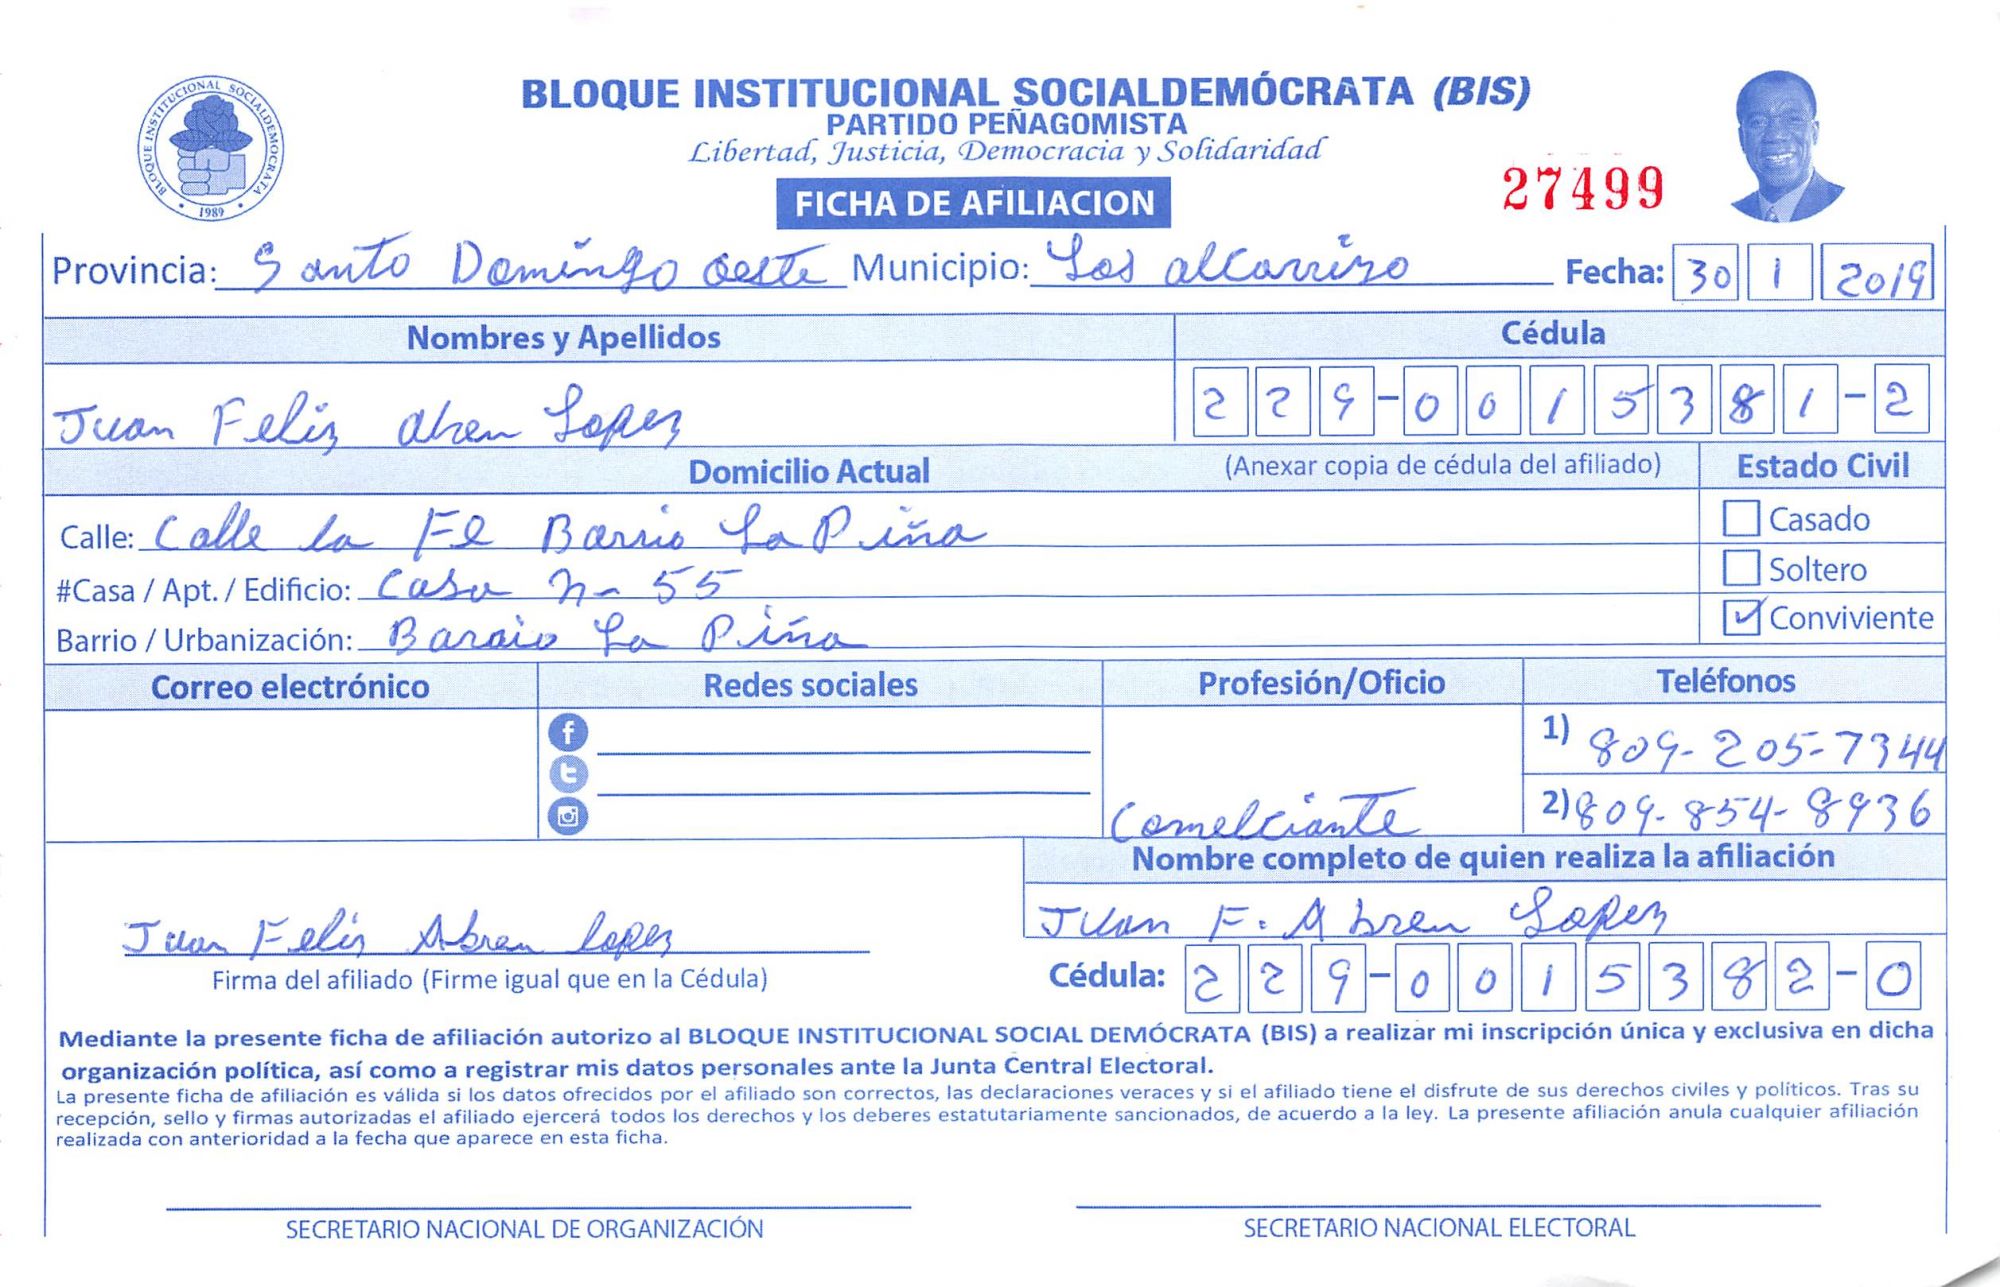 BLOQUE INSTITUCIONAL SOCIALDEMOCRATA
1989
BLOQUE INSTITUCIONAL SOCIALDEMÓCRATA (BIS)
PARTIDO PEÑAGOMISTA
Libertad, Justicia, Democracia y Solidaridad
27499
FICHA DE AFILIACION
Provincia: Santo Domingo oeste Municipio: Los alcarrizo Fecha: 30 1 2019
Nombres y Apellidos Cédula
Juan Feliz Abreu Lopez 229-0015381-2
Domicilio Actual (Anexar copia de cédula del afiliado) Estado Civil
Calle: Calle la Fe Barrio La Piña Casado
#Casa / Apt. / Edificio: Casa N- 55 Soltero
Barrio / Urbanización: Barrio La Piña Conviviente
Correo electrónico Redes sociales Profesión/Oficio Teléfonos
1) 809-205-7344
Comelciante 2) 809-854-8936
Nombre completo de quien realiza la afiliación
Juan Feliz Abreu lopez Juan F. Abreu Lopez
Firma del afiliado (Firme igual que en la Cédula) Cédula: 229-0015382-0
Mediante la presente ficha de afiliación autorizo al BLOQUE INSTITUCIONAL SOCIAL DEMÓCRATA (BIS) a realizar mi inscripción única y exclusiva en dicha
organización política, así como a registrar mis datos personales ante la Junta Central Electoral.
La presente ficha de afiliación es válida si los datos ofrecidos por el afiliado son correctos, las declaraciones veraces y si el afiliado tiene el disfrute de sus derechos civiles y políticos. Tras su
recepción, sello y firmas autorizadas el afiliado ejercerá todos los derechos y los deberes estatutariamente sancionados, de acuerdo a la ley. La presente afiliación anula cualquier afiliación
realizada con anterioridad a la fecha que aparece en esta ficha.
SECRETARIO NACIONAL DE ORGANIZACIÓN SECRETARIO NACIONAL ELECTORAL